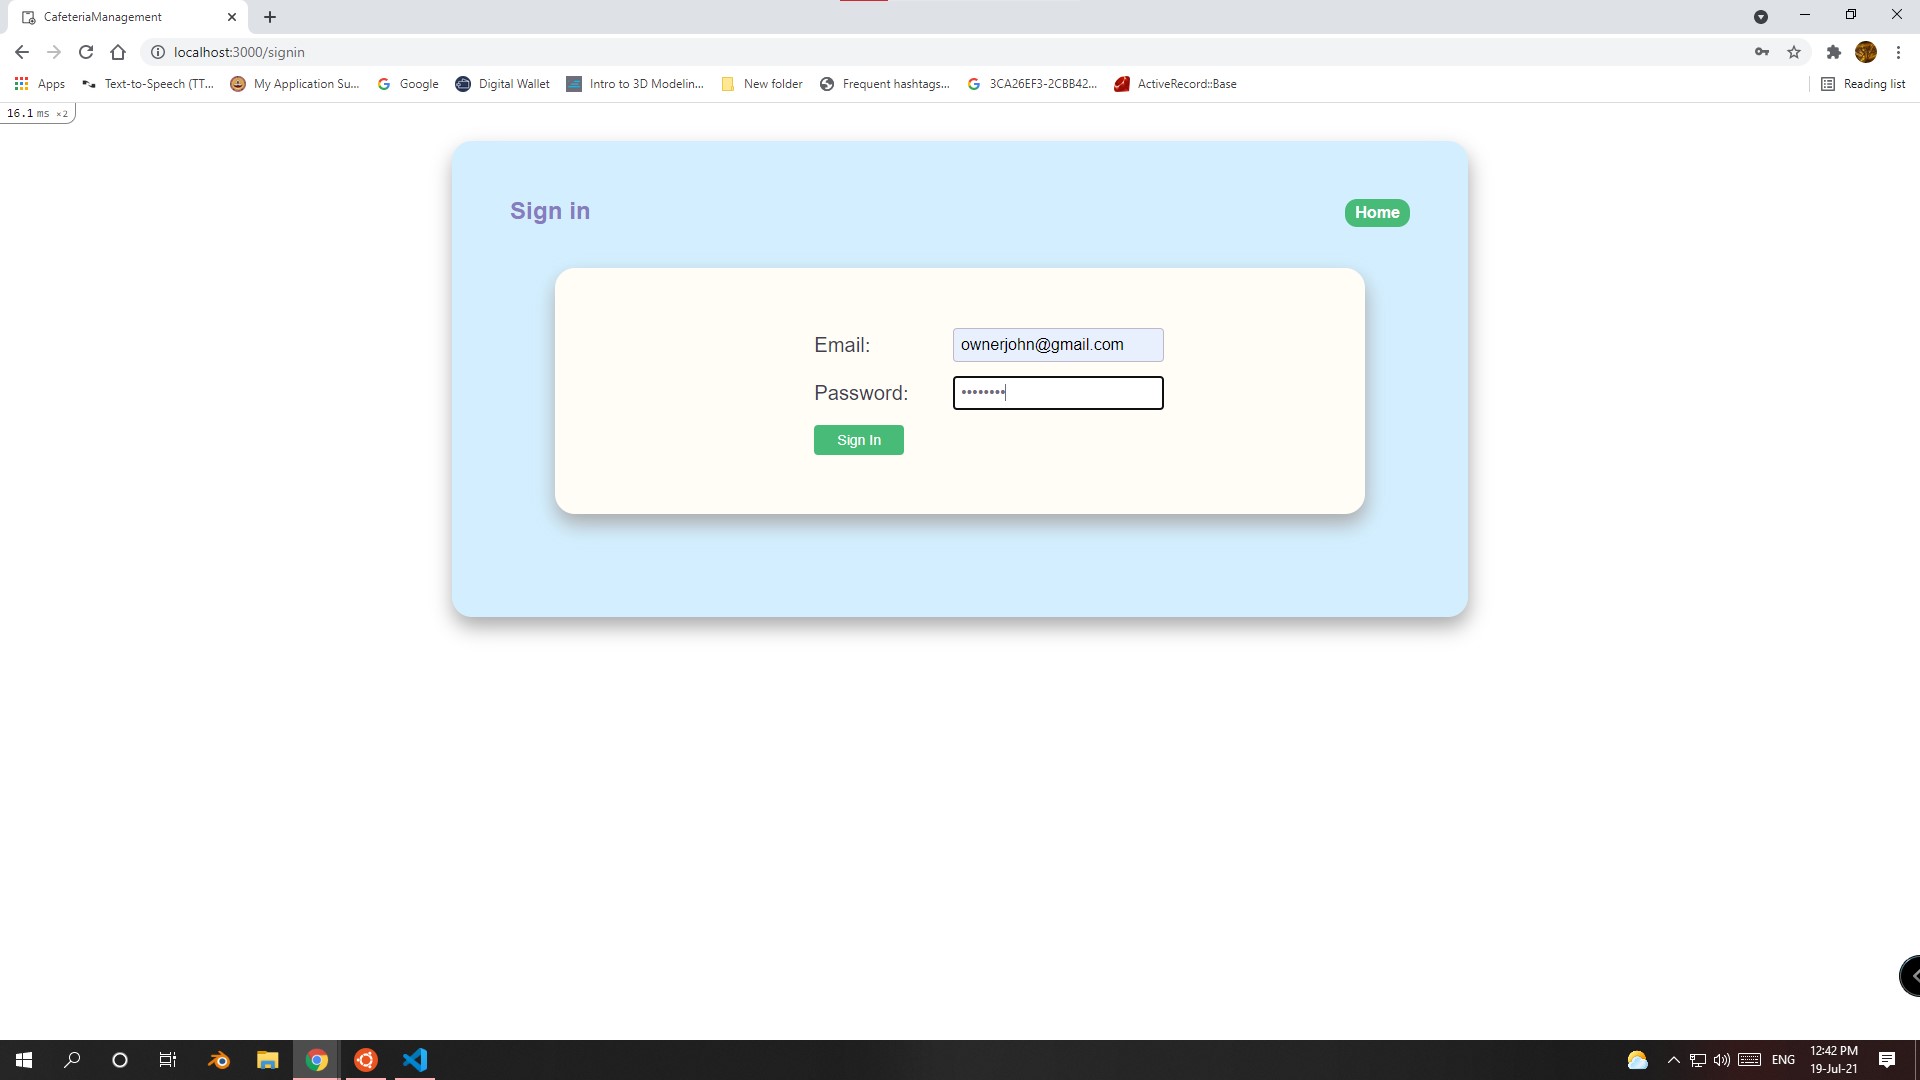 CafeteriaManagement
localhost:3000/signin
Apps Text-to-Speech (TT... My Application Su... Google Digital Wallet Intro to 3D Modelin... New folder Frequent hashtags... 3CA26EF3-2CBB42... ActiveRecord::Base Reading list
16.1 ms ×2
Sign in Home
Email: ownerjohn@gmail.com
Password: ••••••••
Sign In
ENG 12:42 PM
19-Jul-21